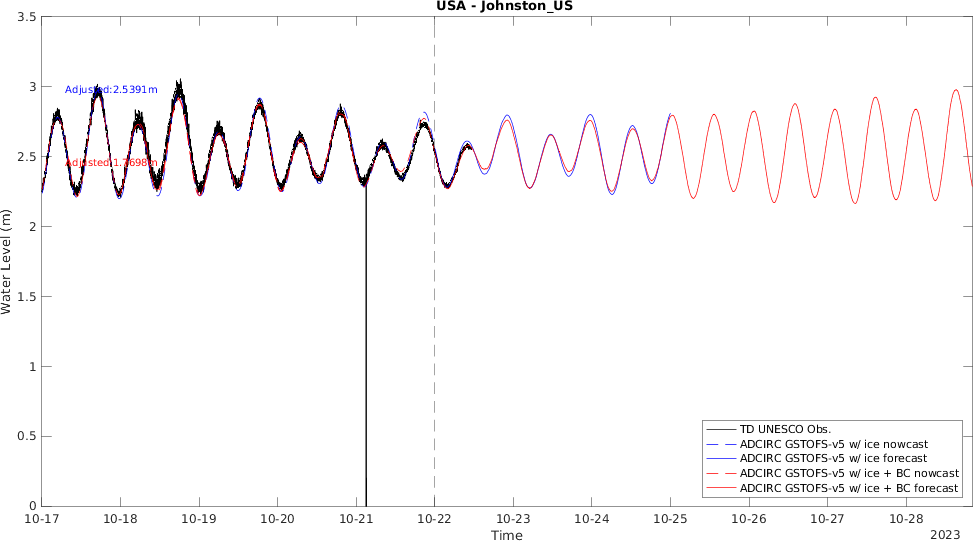 USA - Johnston_US
3.5
3
2.5
2
1.5
1
0.5
0
Water Level (m)
Adjusted:2.5391m
Adjusted:1.7698m
TD UNESCO Obs.
ADCIRC GSTOFS-v5 w/ ice nowcast
ADCIRC GSTOFS-v5 w/ ice forecast
ADCIRC GSTOFS-v5 w/ ice + BC nowcast
ADCIRC GSTOFS-v5 w/ ice + BC forecast
10-17 10-18 10-19 10-20 10-21 10-22 10-23 10-24 10-25 10-26 10-27 10-28
Time
2023